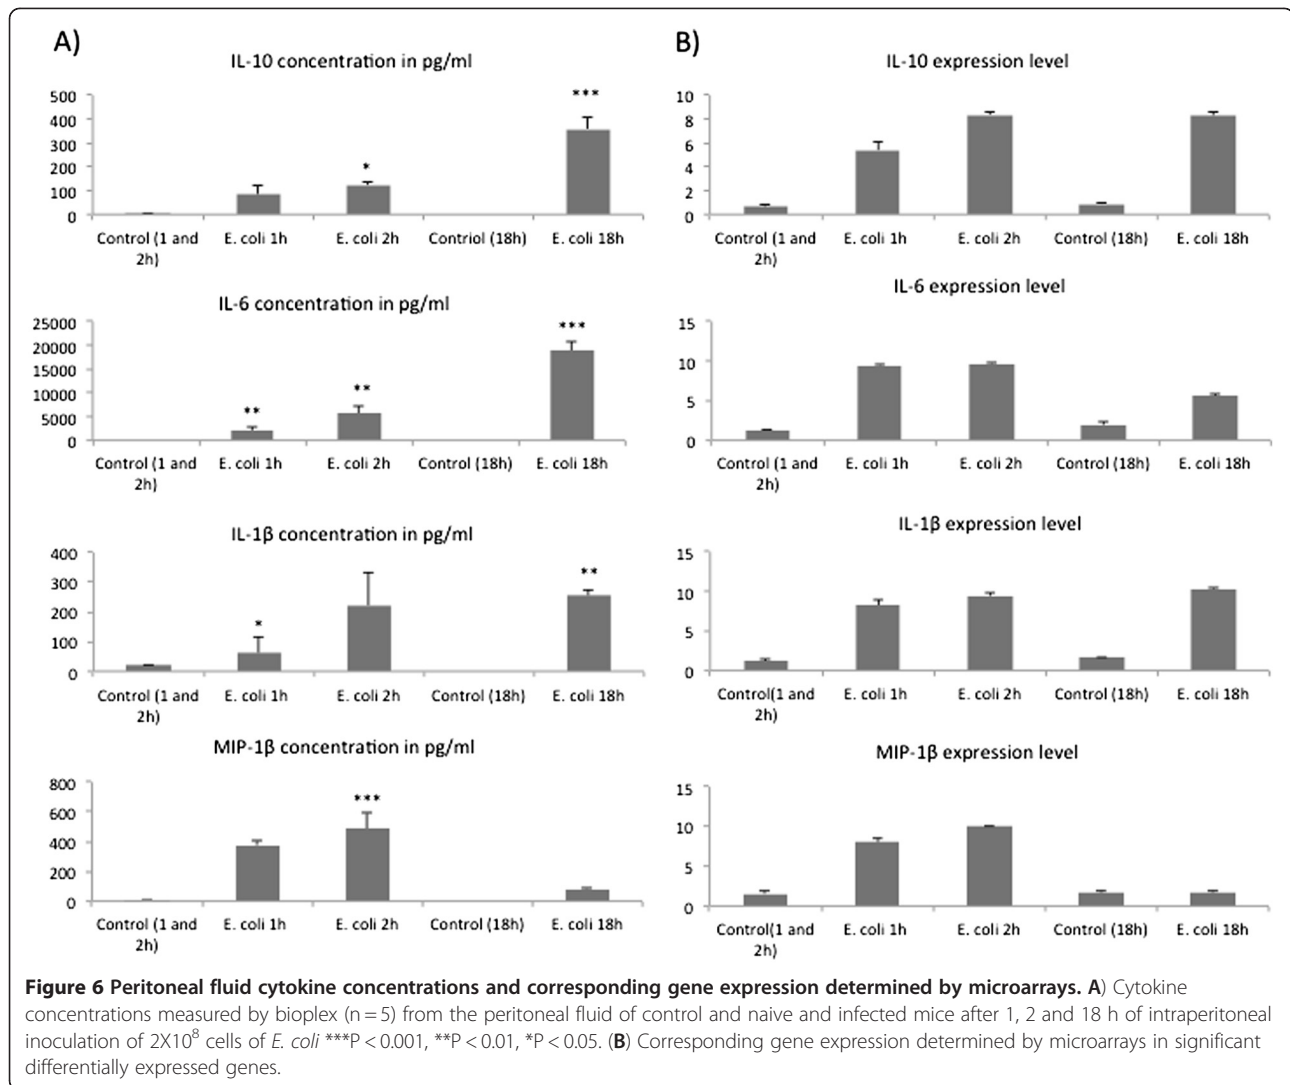 A)
IL-10 concentration in pg/ml
500
400
300
200
100
0
*
***
Control (1 and 2h)
E. coli 1h
E. coli 2h
Contriol (18h)
E. coli 18h
IL-6 concentration in pg/ml
25000
20000
15000
10000
5000
0
**
**
***
Control (1 and 2h)
E. coli 1h
E. coli 2h
Control (18h)
E. coli 18h
IL-1β concentration in pg/ml
400
300
200
100
0
*
**
Control (1 and 2h)
E. coli 1h
E. coli 2h
Control (18h)
E. coli 18h
MIP-1β concentration in pg/ml
800
600
400
200
0
***
Control (1 and 2h)
E. coli 1h
E. coli 2h
Control (18h)
E. coli 18h
B)
IL-10 expression level
10
8
6
4
2
0
Control (1 and 2h)
E. coli 1h
E. coli 2h
Control (18h)
E. coli 18h
IL-6 expression level
15
10
5
0
Control (1 and 2h)
E. coli 1h
E. coli 2h
Control (18h)
E. coli 18h
IL-1β expression level
15
10
5
0
Control(1 and 2h)
E. coli 1h
E. coli 2h
Control (18h)
E. coli 18h
MIP-1β expression level
15
10
5
0
Control(1 and 2h)
E. coli 1h
E. coli 2h
Control (18h)
E. coli 18h
Figure 6 Peritoneal fluid cytokine concentrations and corresponding gene expression determined by microarrays. A) Cytokine
concentrations measured by bioplex (n = 5) from the peritoneal fluid of control and naive and infected mice after 1, 2 and 18 h of intraperitoneal
inoculation of 2X10⁸ cells of E. coli ***P < 0.001, **P < 0.01, *P < 0.05. (B) Corresponding gene expression determined by microarrays in significant
differentially expressed genes.